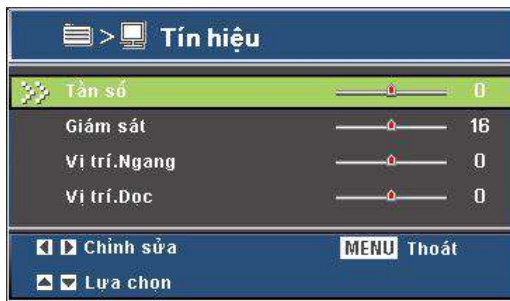 > Tín hiệu
Tần số 0
Giám sát 16
Vị trí.Ngang 0
Vị trí.Doc 0
Chỉnh sửa MENU Thoát
Lựa chọn